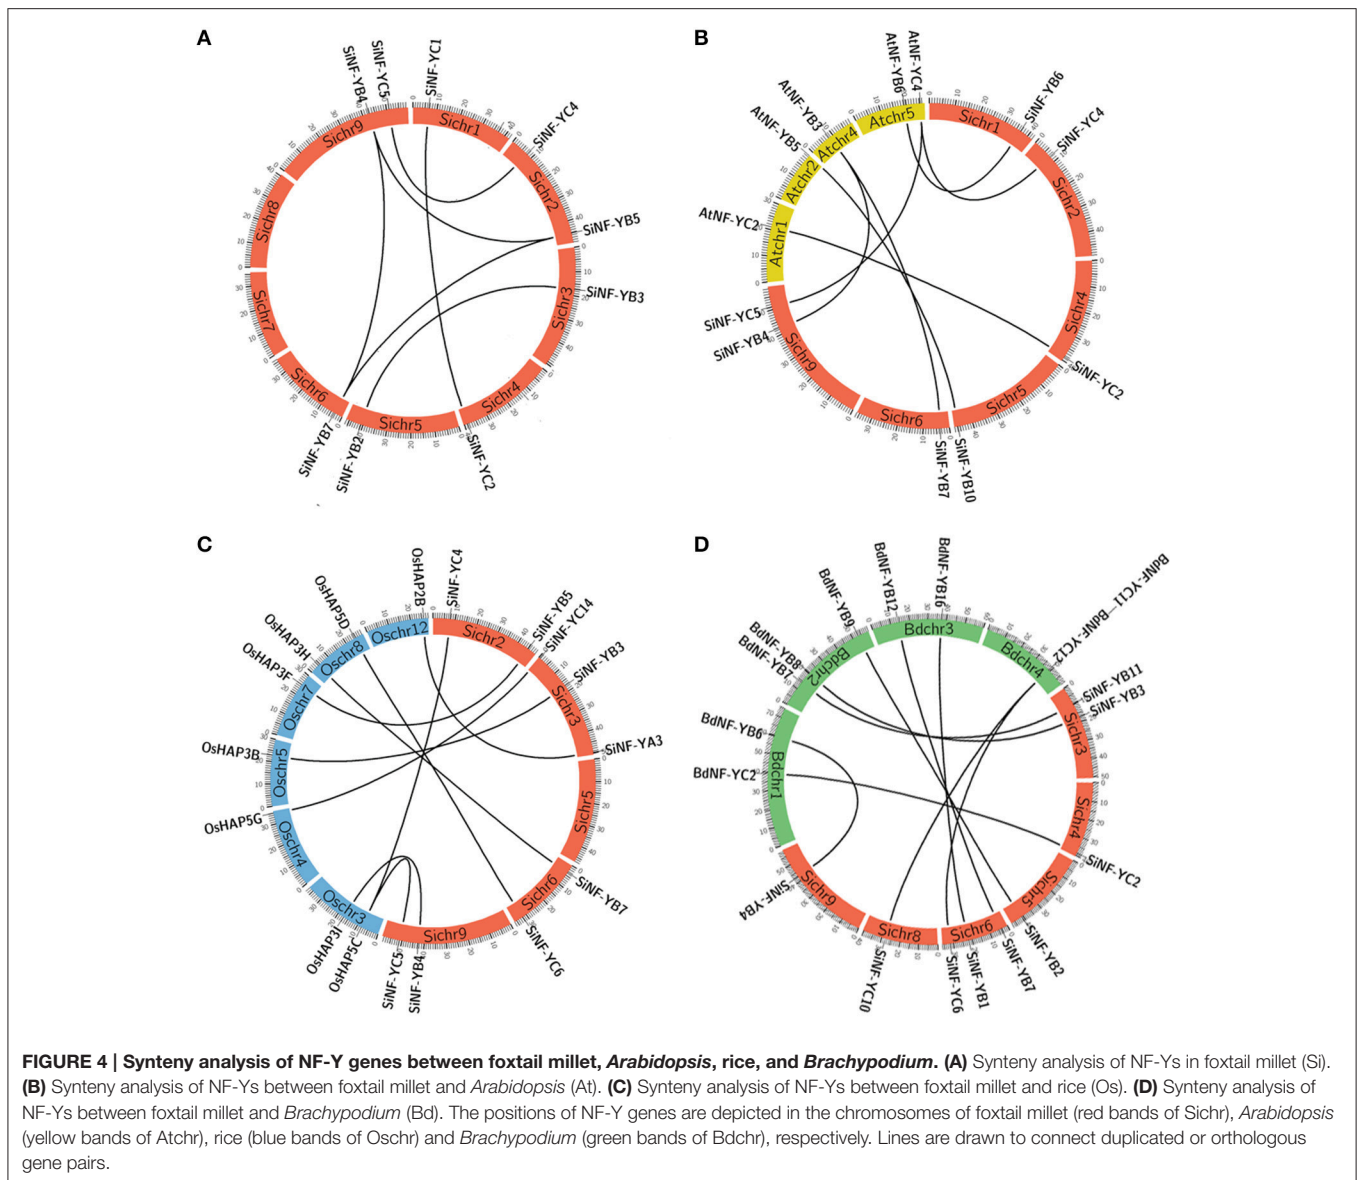 A
SiNF-YB4
SiNF-YC5
SiNF-YC1
SiNF-YC4
SiNF-YB5
SiNF-YB3
SiNF-YC2
SiNF-YB2
SiNF-YB7
Sichr1
Sichr2
Sichr3
Sichr4
Sichr5
Sichr6
Sichr7
Sichr8
Sichr9
B
AtNF-YC2
AtNF-YB5
AtNF-YB3
AtNF-YB6
AtNF-YC4
SiNF-YB6
SiNF-YC4
SiNF-YC2
SiNF-YB10
SiNF-YB7
SiNF-YB4
SiNF-YC5
Atchr1
Atchr2
Atchr4
Atchr5
Sichr1
Sichr2
Sichr4
Sichr5
Sichr6
Sichr9
C
OsHAP5G
OsHAP3B
OsHAP3F
OsHAP3H
OsHAP5D
OsHAP2B
SiNF-YC4
SiNF-YB5
SiNF-YC14
SiNF-YB3
SiNF-YA3
SiNF-YB7
SiNF-YC6
SiNF-YB4
SiNF-YC5
OsHAP5C
OsHAP3I
Oschr3
Oschr4
Oschr5
Oschr7
Oschr8
Oschr12
Sichr2
Sichr3
Sichr5
Sichr6
Sichr9
D
BdNF-YC2
BdNF-YB6
BdNF-YB7
BdNF-YB8
BdNF-YB9
BdNF-YB12
BdNF-YB16
BdNF-YC11
BdNF-YC12
SiNF-YB11
SiNF-YB3
SiNF-YC2
SiNF-YB2
SiNF-YB7
SiNF-YB1
SiNF-YC6
SiNF-YC10
SiNF-YB4
Bdchr1
Bdchr2
Bdchr3
Bdchr4
Sichr3
Sichr4
Sichr5
Sichr6
Sichr8
Sichr9
FIGURE 4 | Synteny analysis of NF-Y genes between foxtail millet, Arabidopsis, rice, and Brachypodium. (A) Synteny analysis of NF-Ys in foxtail millet (Si).
(B) Synteny analysis of NF-Ys between foxtail millet and Arabidopsis (At). (C) Synteny analysis of NF-Ys between foxtail millet and rice (Os). (D) Synteny analysis of
NF-Ys between foxtail millet and Brachypodium (Bd). The positions of NF-Y genes are depicted in the chromosomes of foxtail millet (red bands of Sichr), Arabidopsis
(yellow bands of Atchr), rice (blue bands of Oschr) and Brachypodium (green bands of Bdchr), respectively. Lines are drawn to connect duplicated or orthologous
gene pairs.